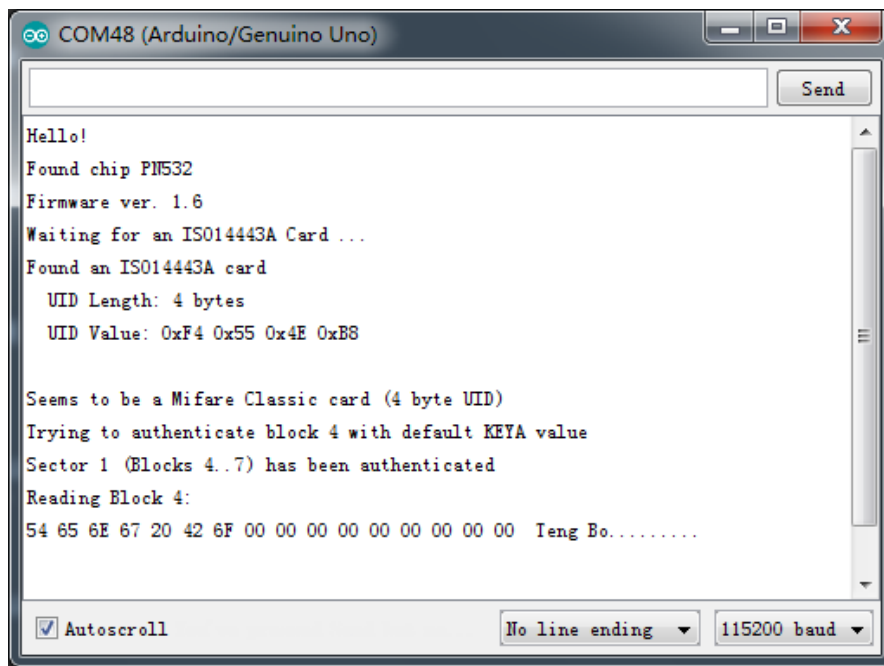 COM48 (Arduino/Genuino Uno)
Send
Hello!
Found chip PN532
Firmware ver. 1.6
Waiting for an ISO14443A Card ...
Found an ISO14443A card
  UID Length: 4 bytes
  UID Value: 0xF4 0x55 0x4E 0xB8
Seems to be a Mifare Classic card (4 byte UID)
Trying to authenticate block 4 with default KEYA value
Sector 1 (Blocks 4..7) has been authenticated
Reading Block 4:
54 65 6E 67 20 42 6F 00 00 00 00 00 00 00 00 00  Teng Bo.........
Autoscroll
No line ending
115200 baud